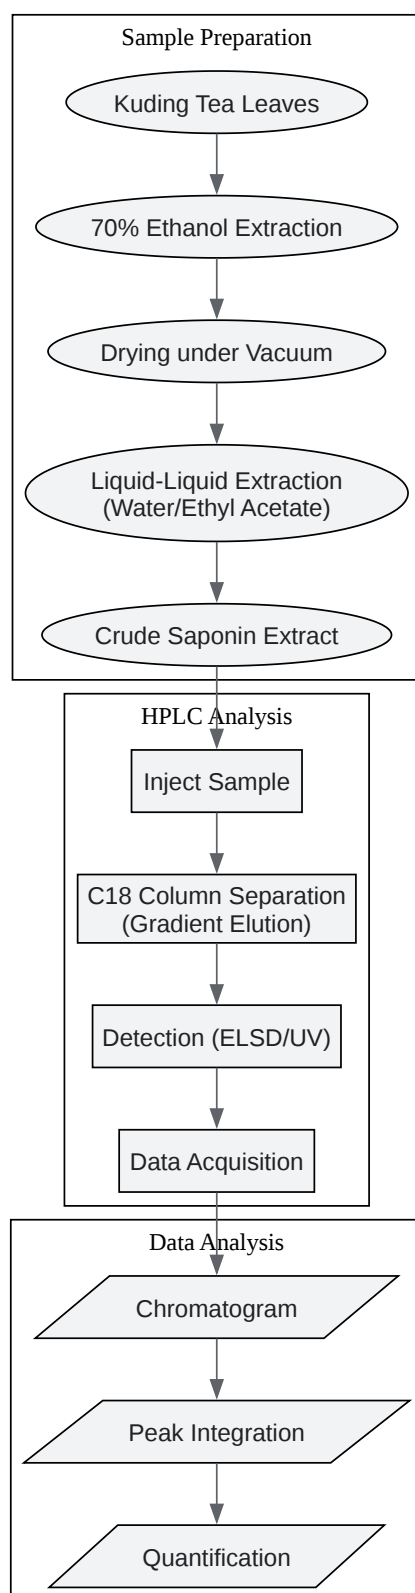 Sample Preparation
Kuding Tea Leaves
70% Ethanol Extraction
Drying under Vacuum
Liquid-Liquid Extraction
(Water/Ethyl Acetate)
Crude Saponin Extract
HPLC Analysis
Inject Sample
C18 Column Separation
(Gradient Elution)
Detection (ELSD/UV)
Data Acquisition
Data Analysis
Chromatogram
Peak Integration
Quantification